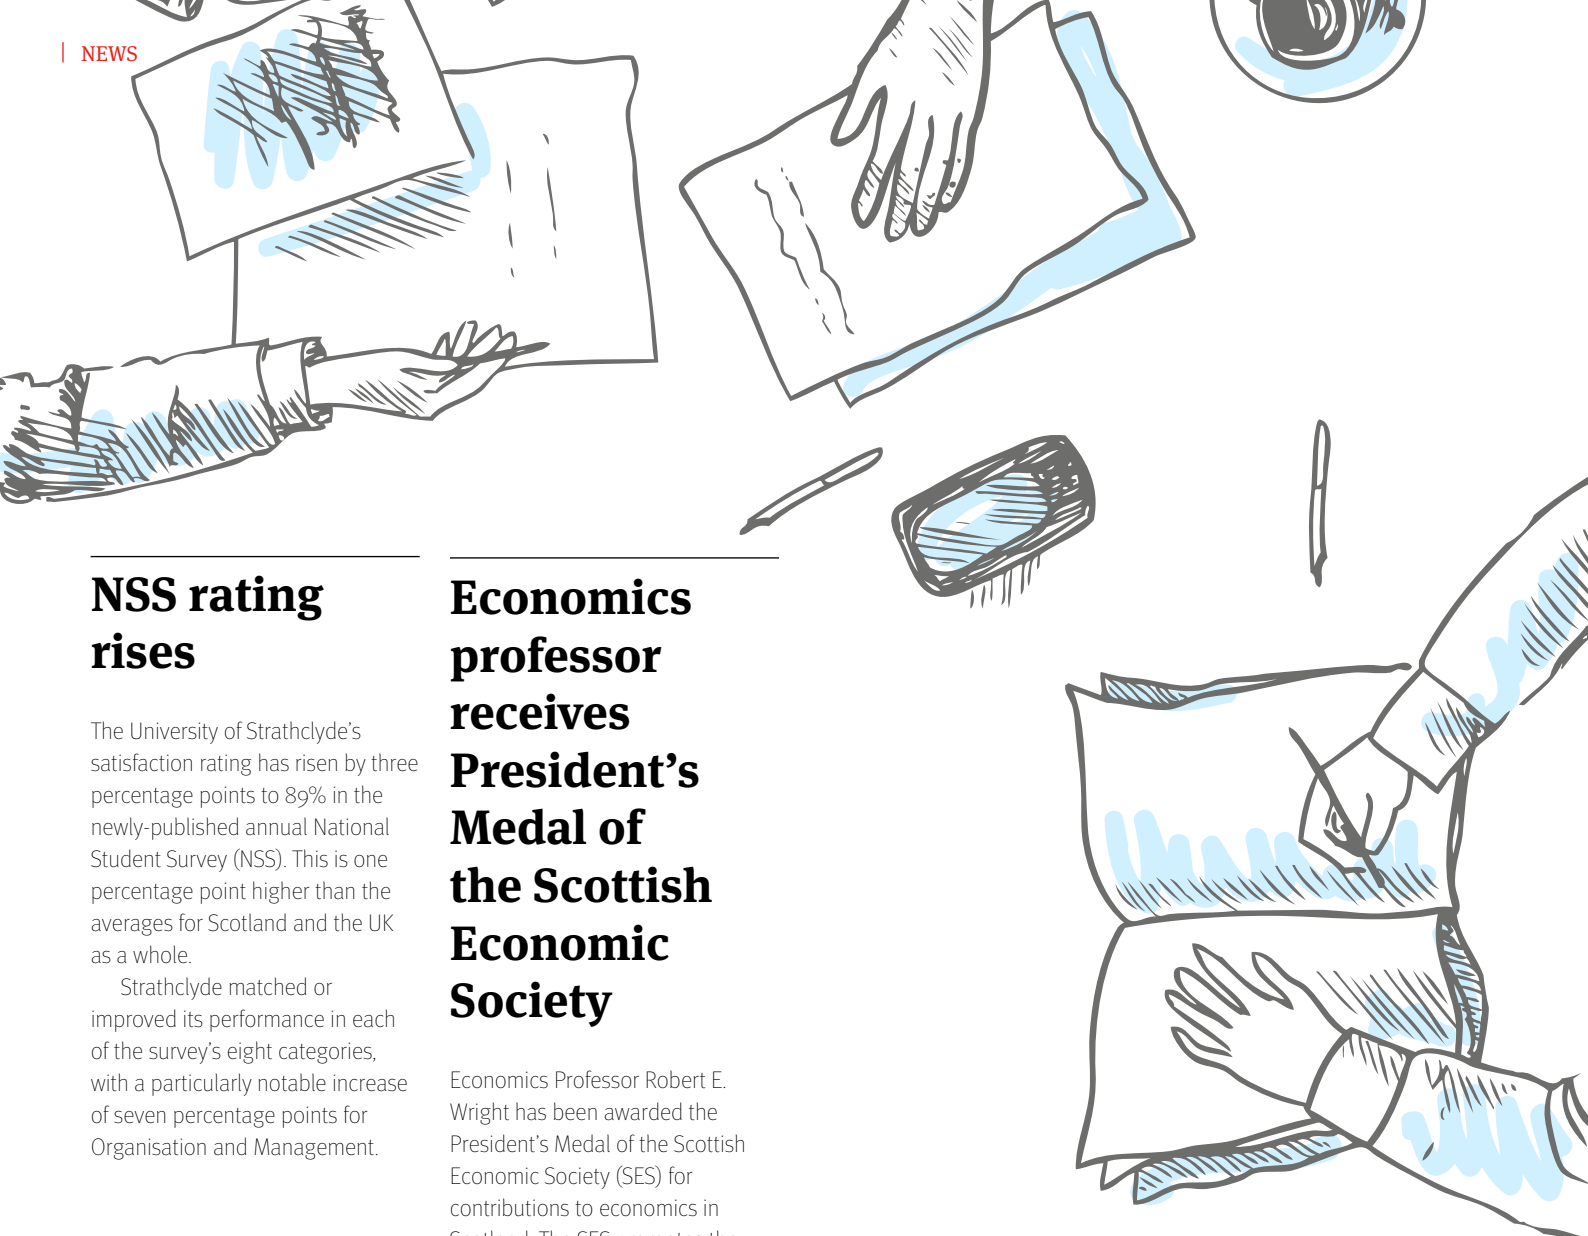 | NEWS
NSS rating
rises
The University of Strathclyde’s
satisfaction rating has risen by three
percentage points to 89% in the
newly-published annual National
Student Survey (NSS). This is one
percentage point higher than the
averages for Scotland and the UK
as a whole.
Strathclyde matched or
improved its performance in each
of the survey’s eight categories,
with a particularly notable increase
of seven percentage points for
Organisation and Management.
Economics
professor
receives
President’s
Medal of
the Scottish
Economic
Society
Economics Professor Robert E.
Wright has been awarded the
President’s Medal of the Scottish
Economic Society (SES) for
contributions to economics in
Scotland. The SES promotes the